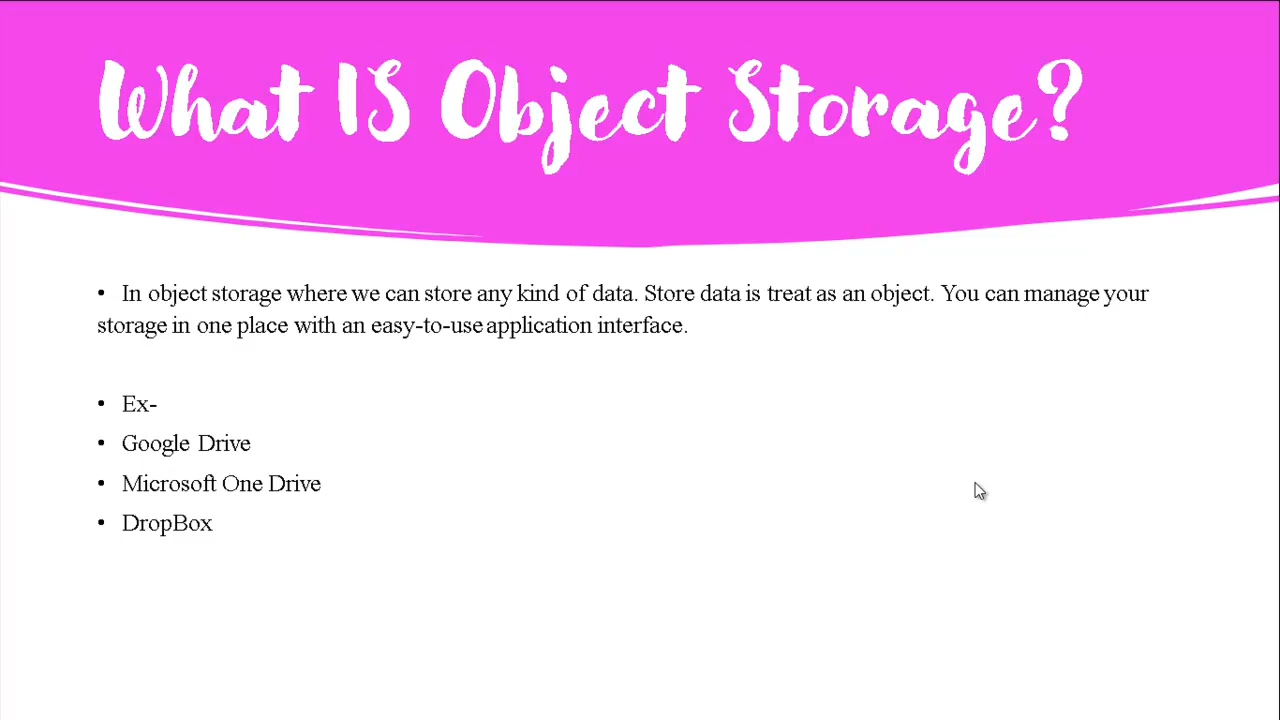 What IS Object Storage?
• In object storage where we can store any kind of data. Store data is treat as an object. You can manage your
storage in one place with an easy-to-use application interface.
• Ex-
• Google Drive
• Microsoft One Drive
• DropBox